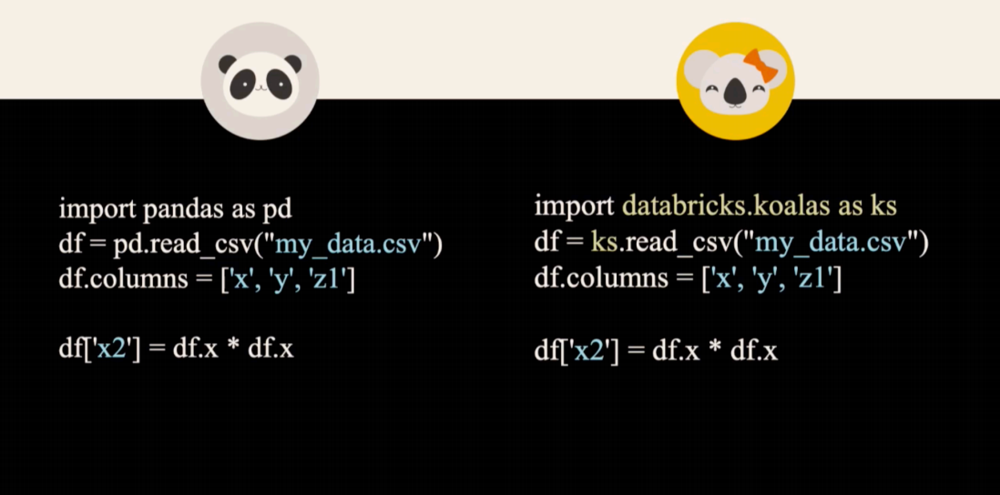 import pandas as pd
df = pd.read_csv("my_data.csv")
df.columns = ['x', 'y', 'z1']
df['x2'] = df.x * df.x
import databricks.koalas as ks
df = ks.read_csv("my_data.csv")
df.columns = ['x', 'y', 'z1']
df['x2'] = df.x * df.x